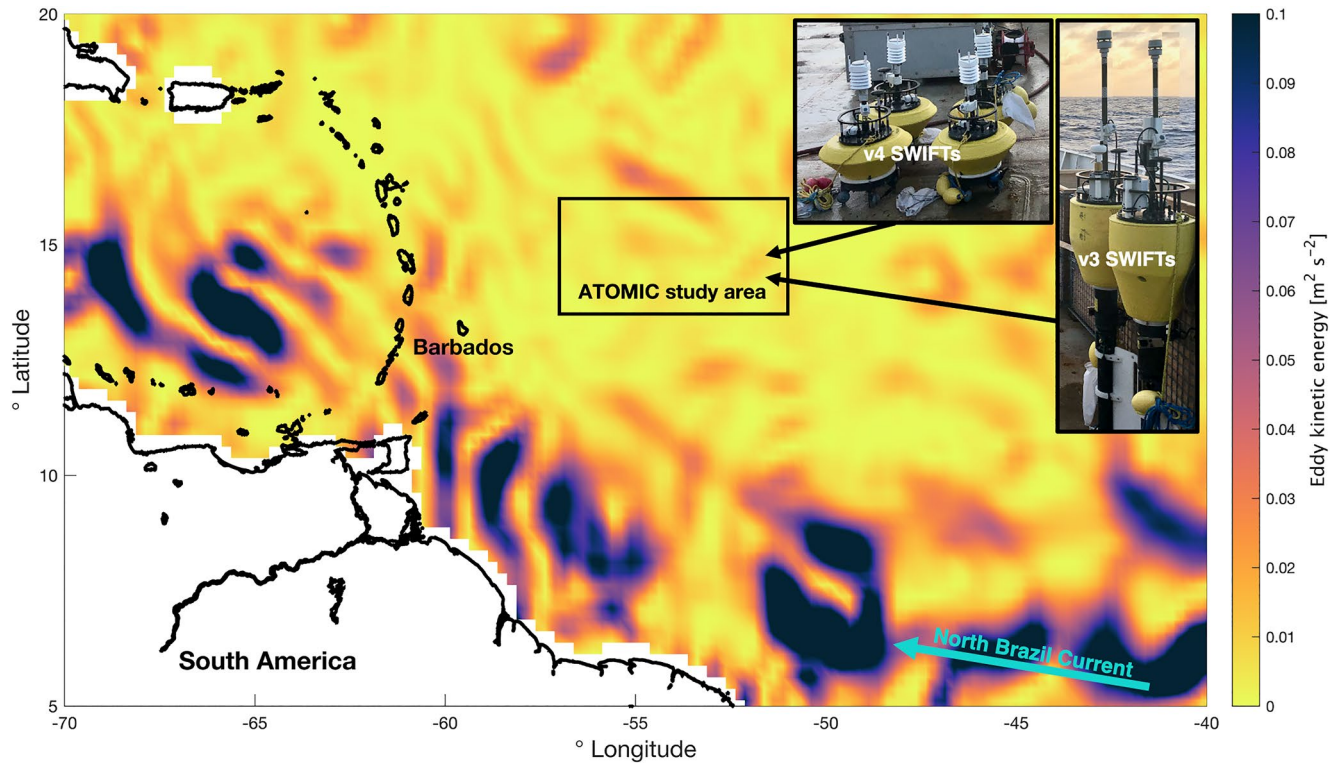 20
15
10
5
-70
-65
-60
-55
-50
-45
-40
° Latitude
° Longitude
v4 SWIFTs
v3 SWIFTs
ATOMIC study area
Barbados
South America
North Brazil Current
0.1
0.09
0.08
0.07
0.06
0.05
0.04
0.03
0.02
0.01
0
Eddy kinetic energy [m² s⁻²]